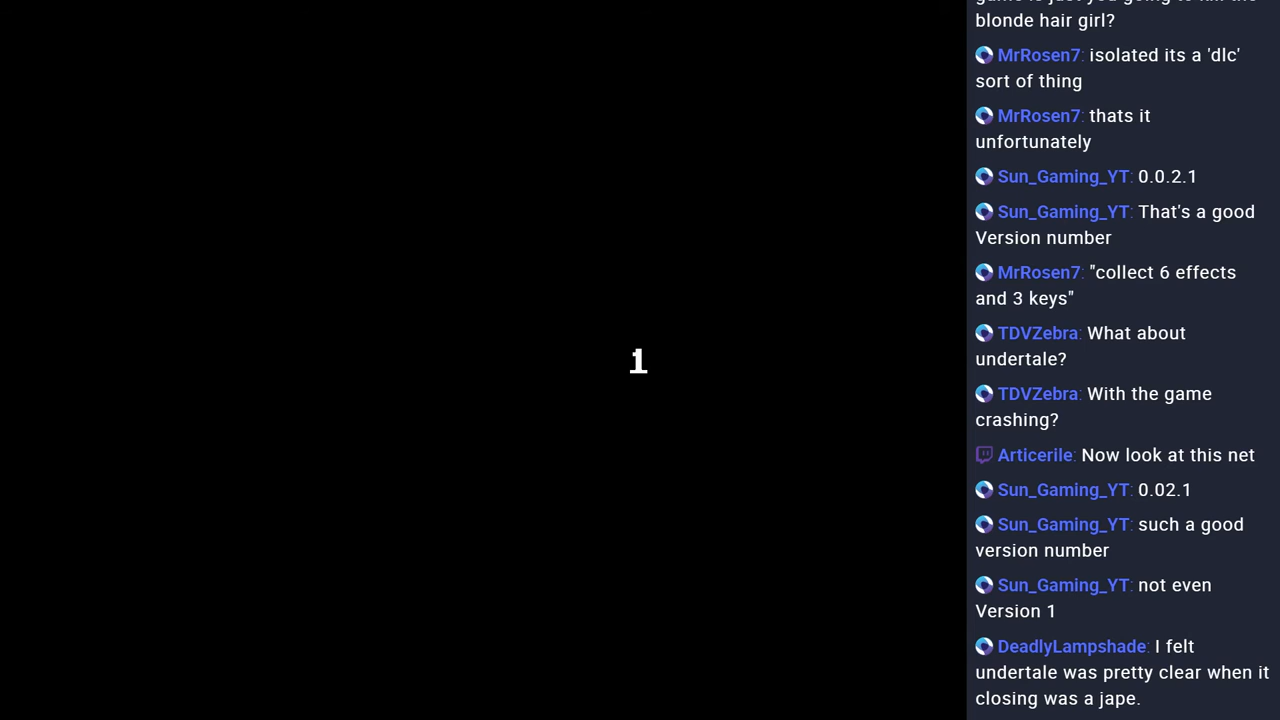 1
blonde hair girl?
MrRosen7: isolated its a 'dlc'
sort of thing
MrRosen7: thats it
unfortunately
Sun_Gaming_YT: 0.0.2.1
Sun_Gaming_YT: That's a good
Version number
MrRosen7: "collect 6 effects
and 3 keys"
TDVZebra: What about
undertale?
TDVZebra: With the game
crashing?
Articerile: Now look at this net
Sun_Gaming_YT: 0.02.1
Sun_Gaming_YT: such a good
version number
Sun_Gaming_YT: not even
Version 1
DeadlyLampshade: I felt
undertale was pretty clear when it
closing was a jape.